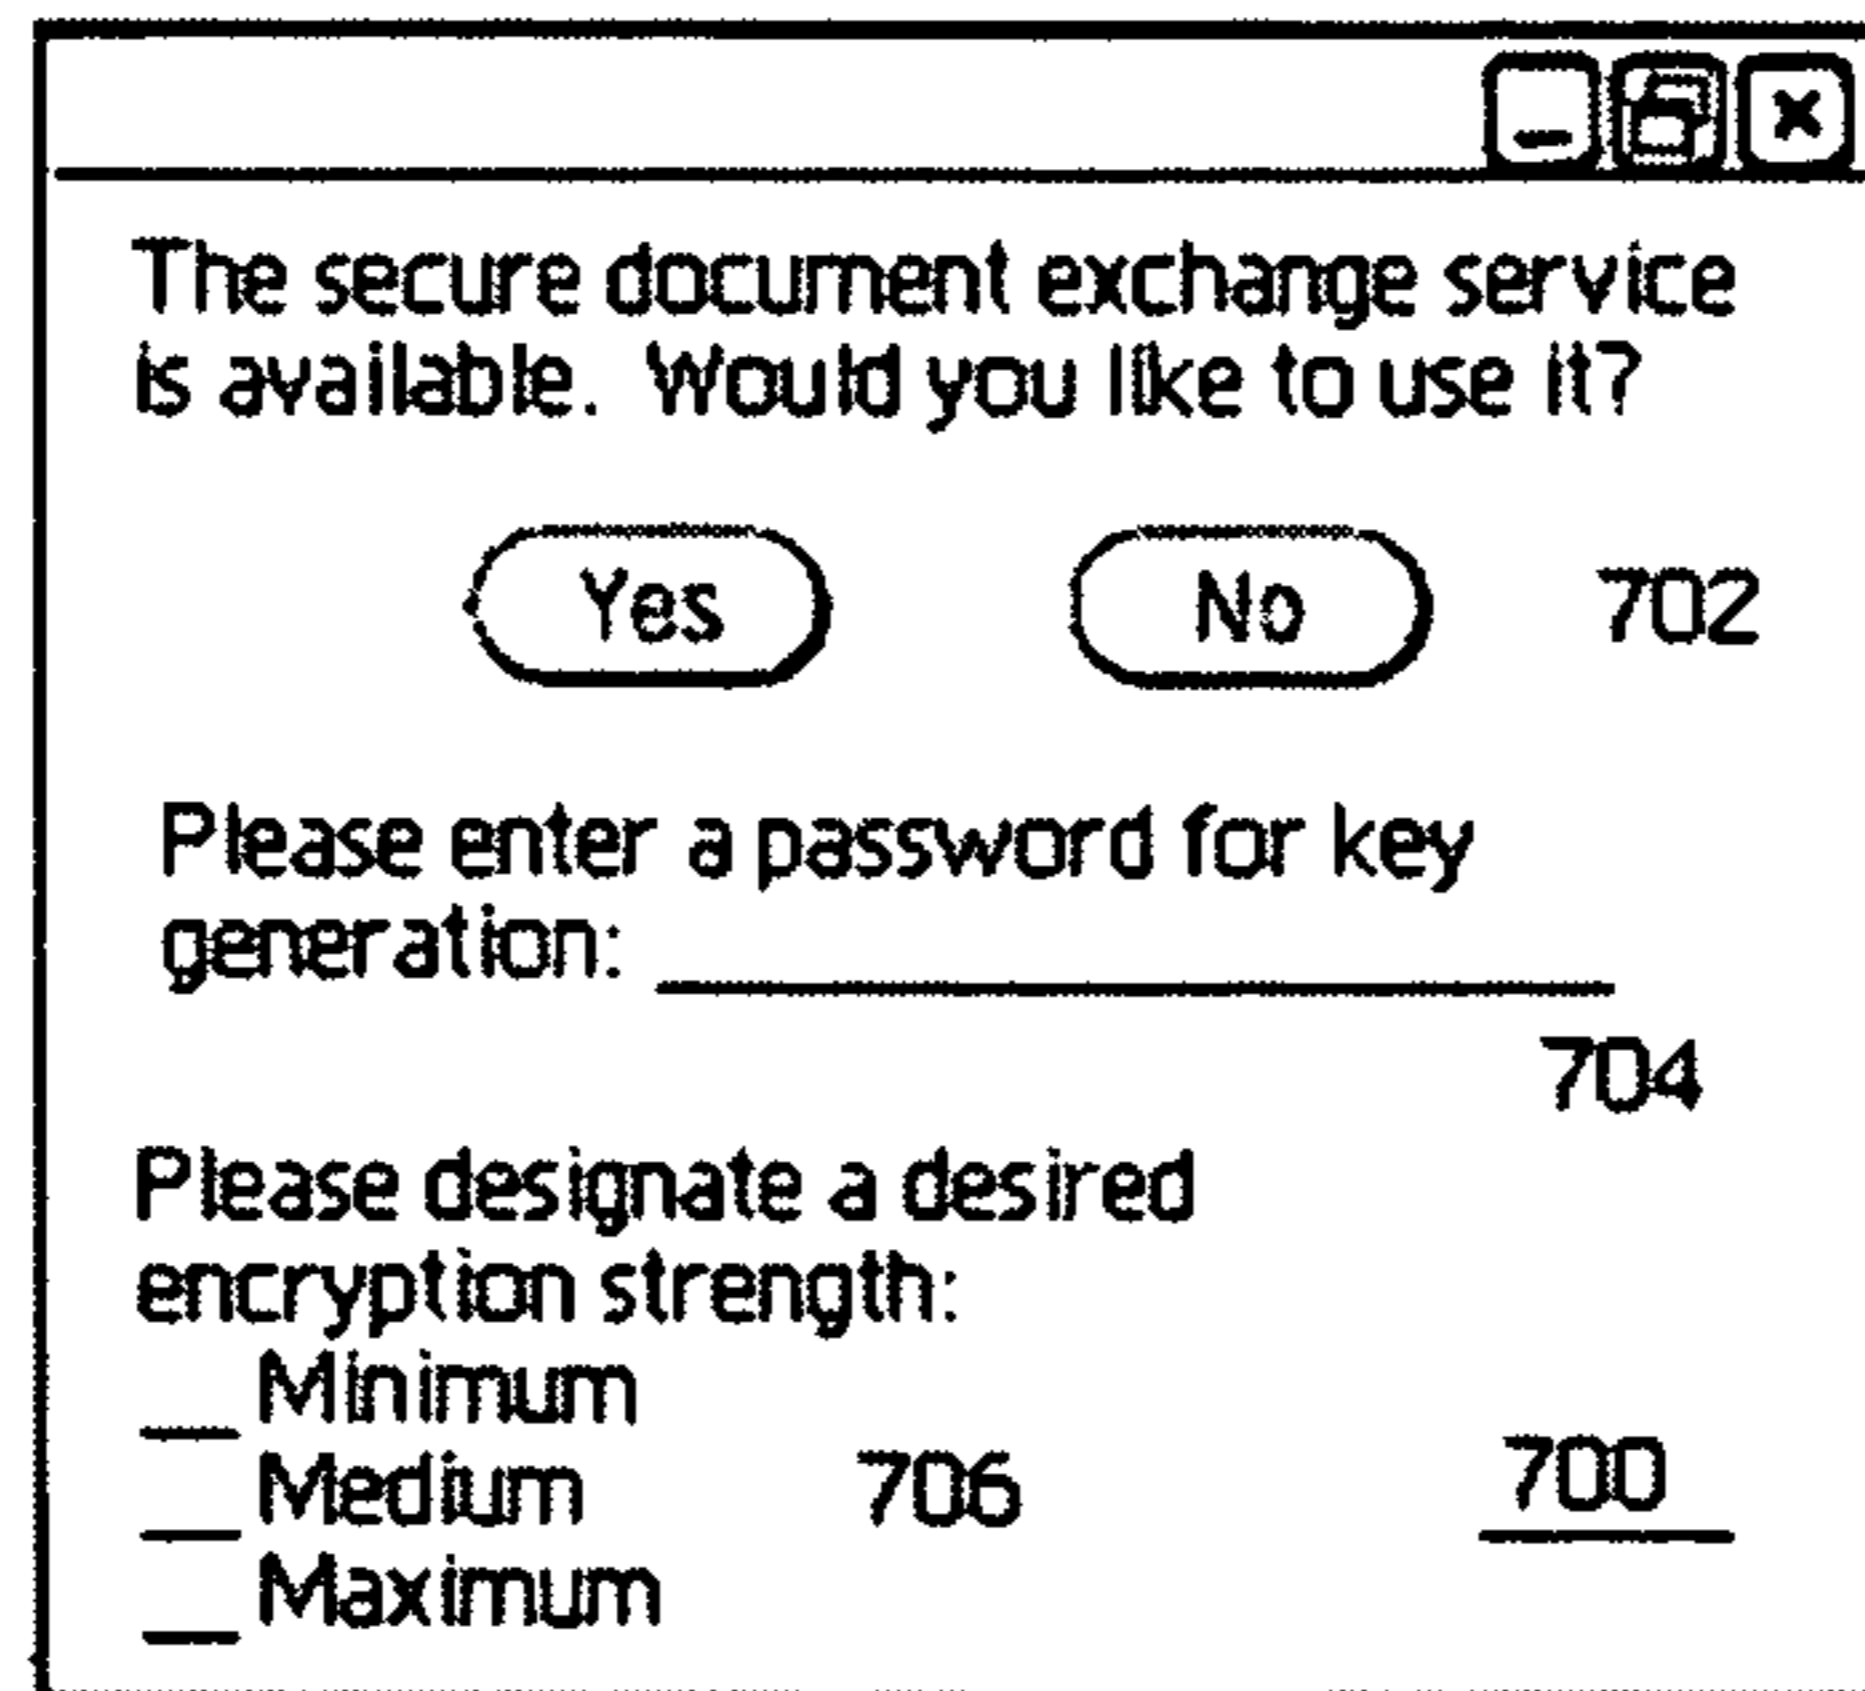 The secure document exchange service
is available. Would you like to use it?
Yes No 702
Please enter a password for key
generation:
704
Please designate a desired
encryption strength:
Minimum
Medium 706 700
Maximum